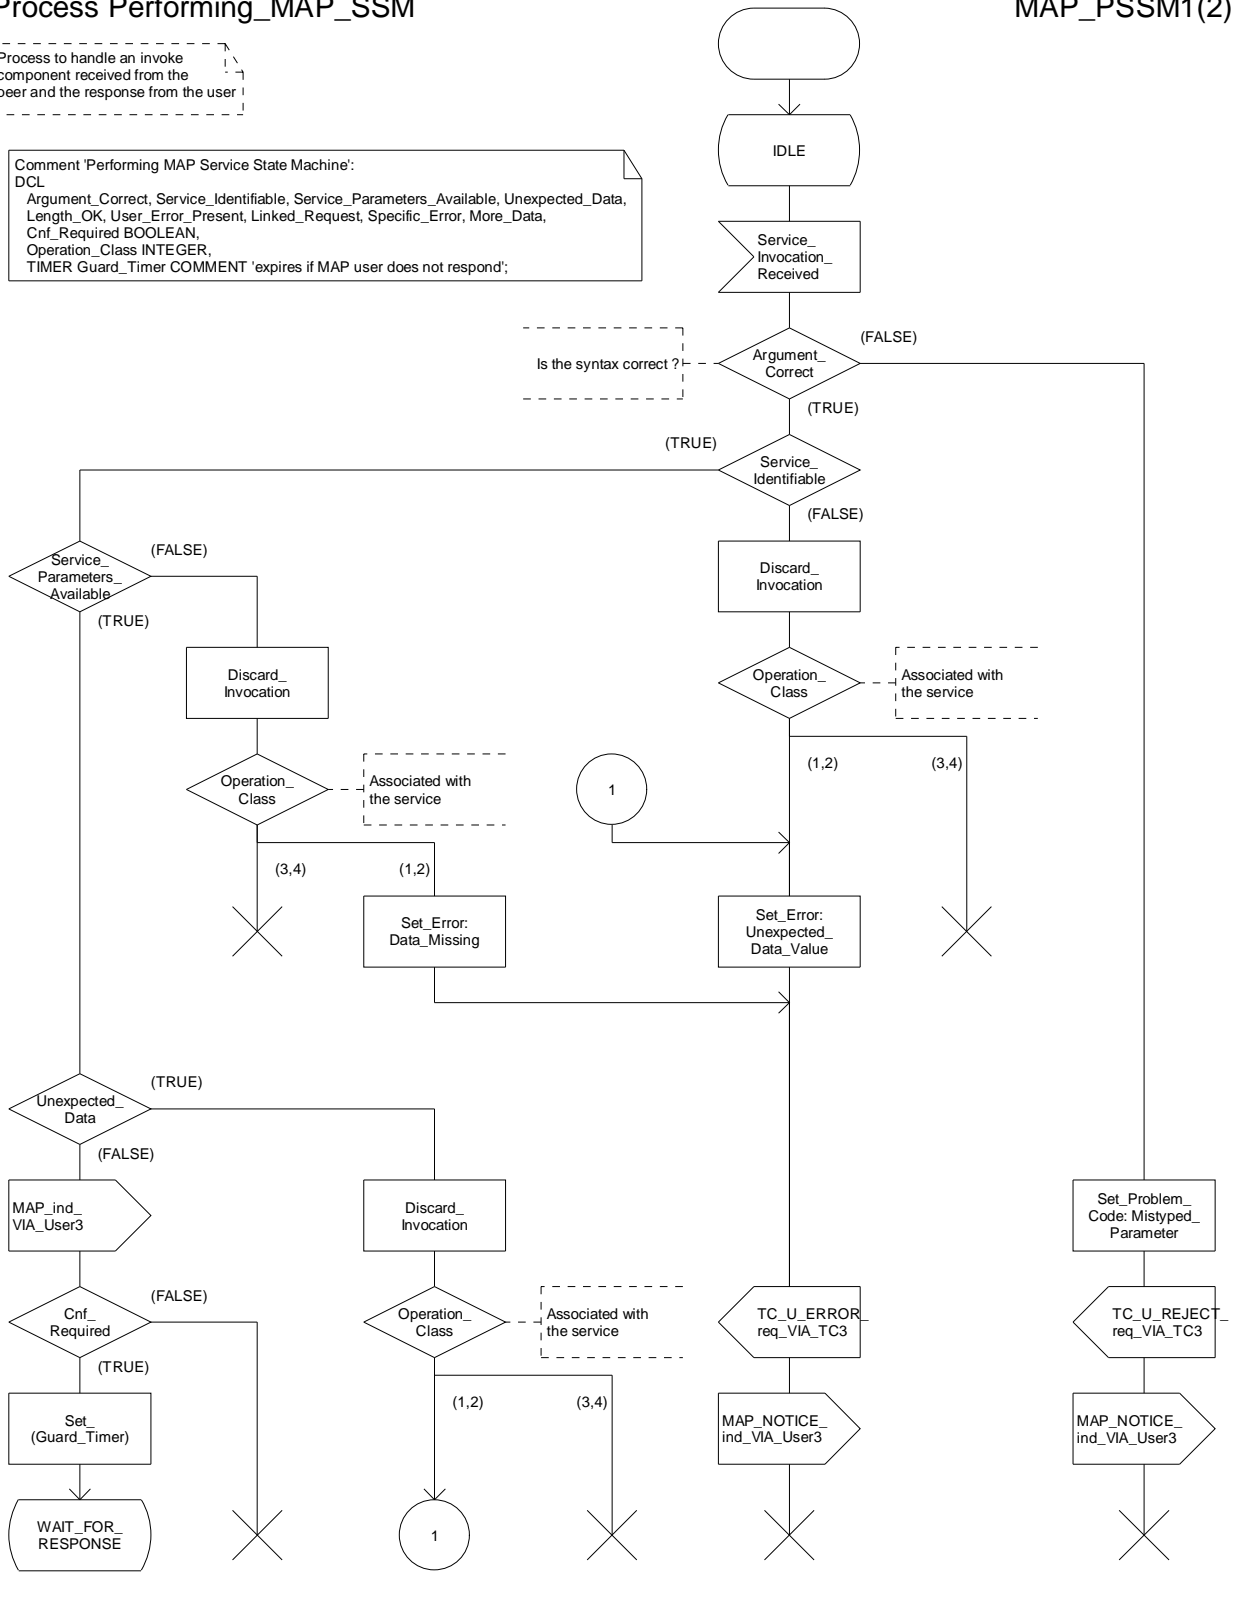 Process Performing_MAP_SSM
MAP_PSSM1(2)
Process to handle an invoke
component received from the
peer and the response from the user
IDLE
Comment 'Performing MAP Service State Machine':
DCL
Argument_Correct, Service_Identifiable, Service_Parameters_Available, Unexpected_Data,
Length_OK, User_Error_Present, Linked_Request, Specific_Error, More_Data,
Cnf_Required BOOLEAN,
Operation_Class INTEGER,
TIMER Guard_Timer COMMENT 'expires if MAP user does not respond';
Service_
Invocation_
Received
Is the syntax correct ?
Argument_
Correct
(FALSE)
(TRUE)
(TRUE)
Service_
Identifiable
(FALSE)
Service_
Parameters_
Available
(FALSE)
(TRUE)
Discard_
Invocation
Discard_
Invocation
Operation_
Class
Associated with
the service
(1,2)
(3,4)
Operation_
Class
Associated with
the service
1
(3,4)
(1,2)
Set_Error:
Data_Missing
Set_Error:
Unexpected_
Data_Value
Unexpected_
Data
(TRUE)
(FALSE)
MAP_ind_
VIA_User3
Discard_
Invocation
Set_Problem_
Code: Mistyped_
Parameter
Cnf_
Required
(FALSE)
(TRUE)
Operation_
Class
Associated with
the service
TC_U_ERROR_
req_VIA_TC3
TC_U_REJECT_
req_VIA_TC3
(1,2)
(3,4)
Set_
(Guard_Timer)
MAP_NOTICE_
ind_VIA_User3
MAP_NOTICE_
ind_VIA_User3
WAIT_FOR_
RESPONSE
1